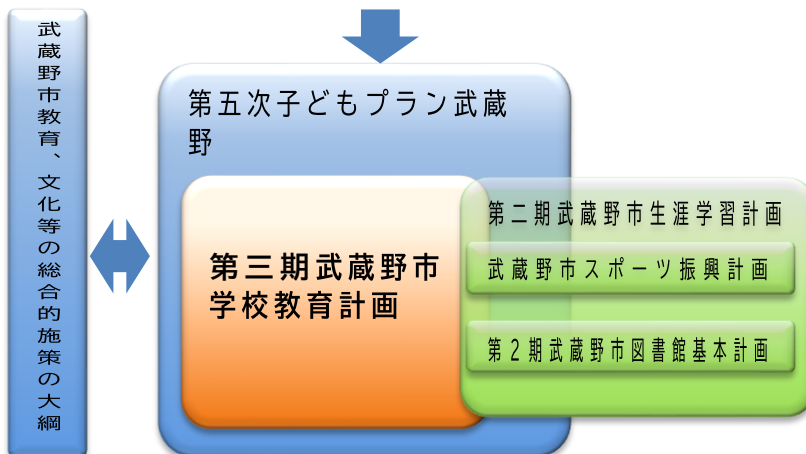 武蔵野市教育、文化等の総合的施策の大綱
第五次子どもプラン武蔵
野
第三期武蔵野市
学校教育計画
第二期武蔵野市生涯学習計画
武蔵野市スポーツ振興計画
第２期武蔵野市図書館基本計画